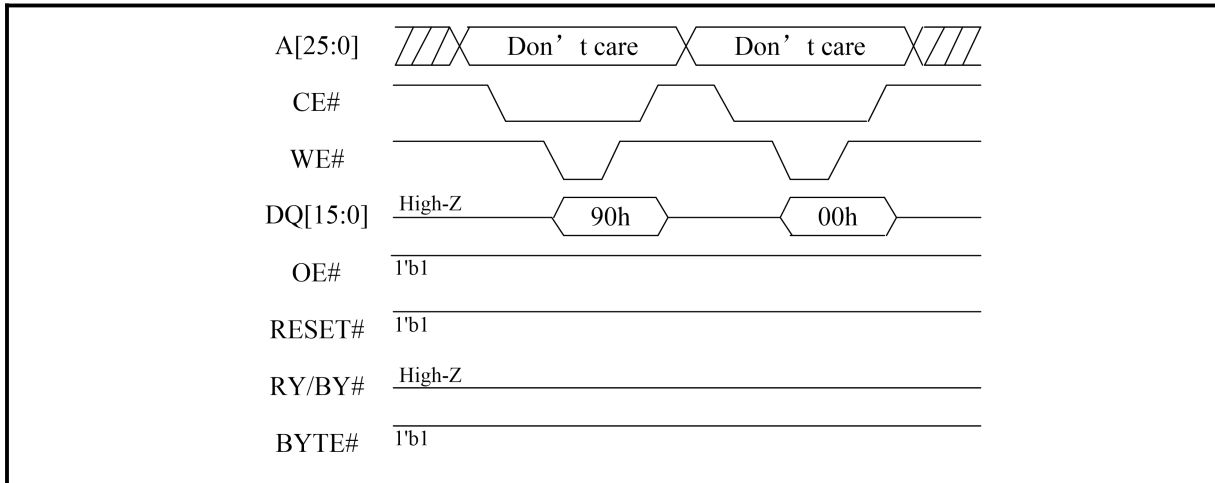 A[25:0] Don’t care Don’t care
CE#
WE#
DQ[15:0] High-Z 90h 00h
OE# 1'b1
RESET# 1'b1
RY/BY# High-Z
BYTE# 1'b1